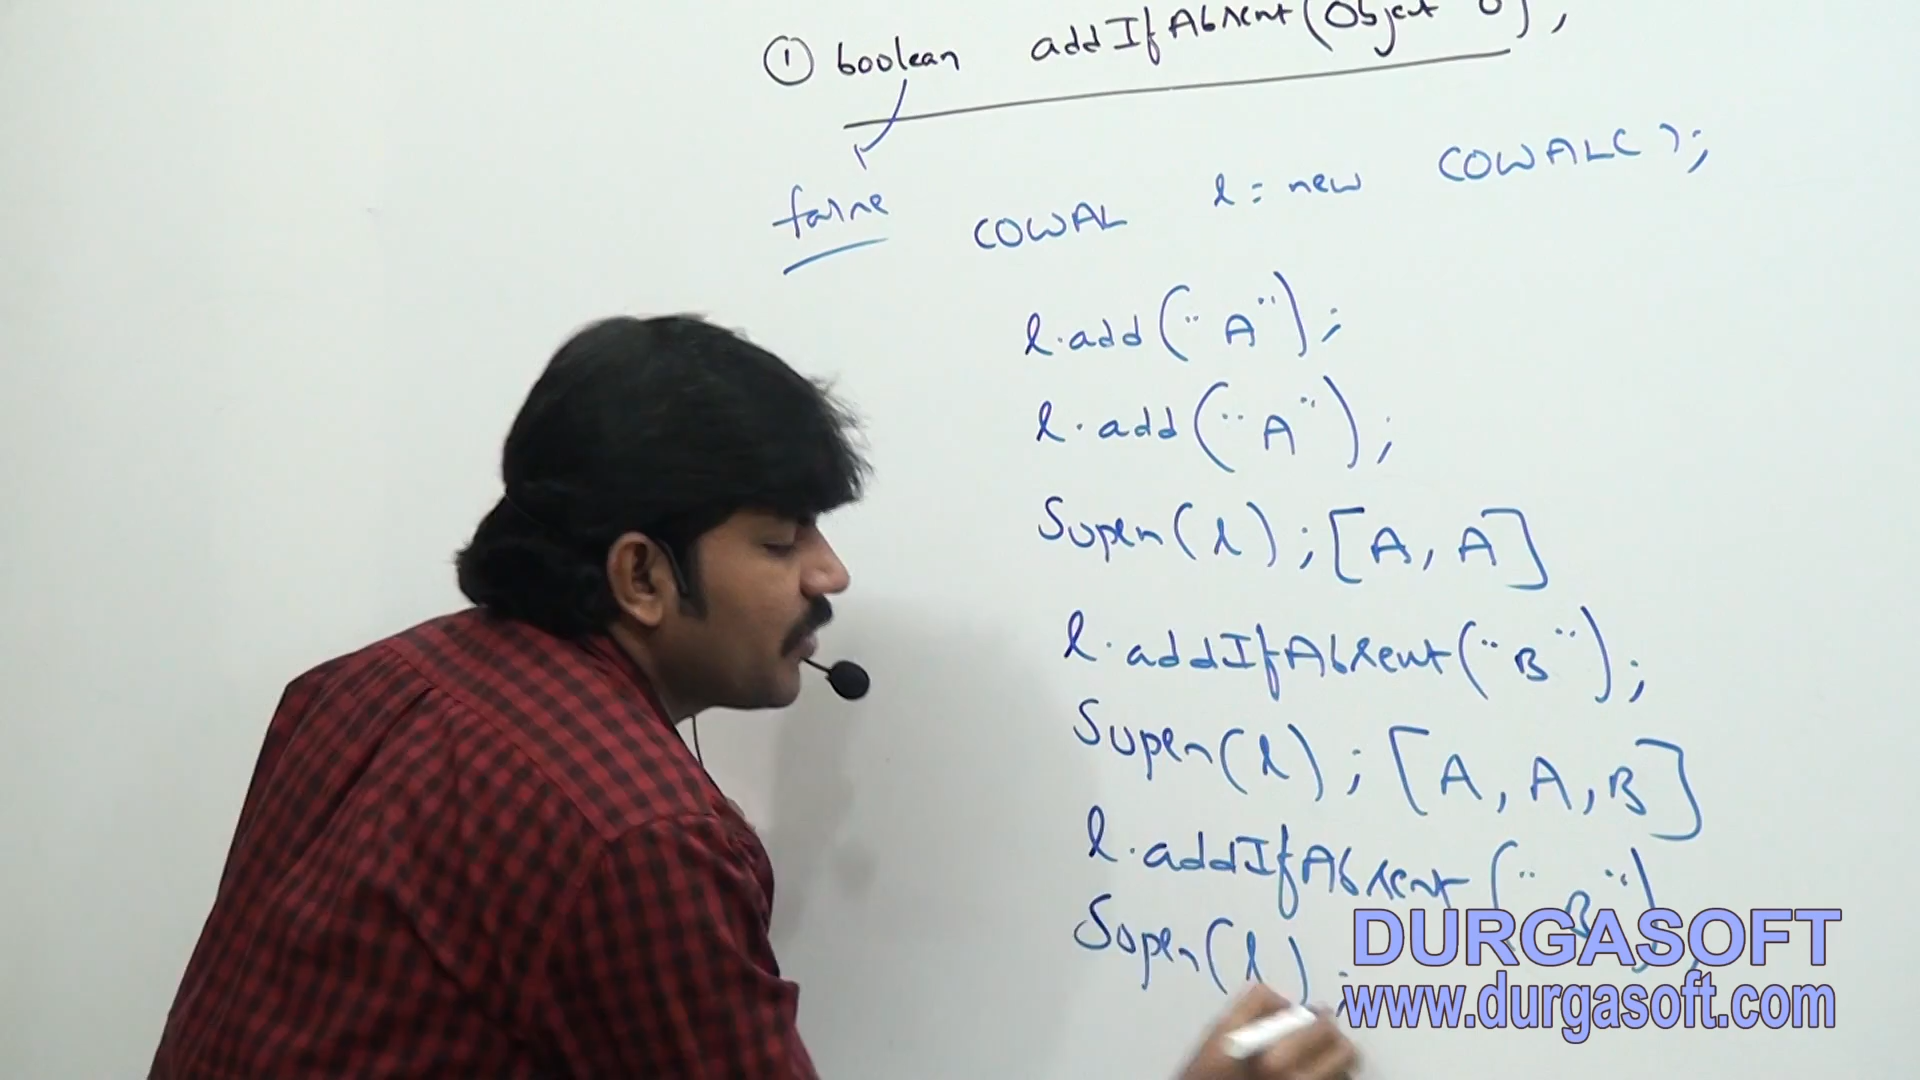 ① boolean addIfAbsent(Object o);
false COWAL l = new COWAL();
l.add("A");
l.add("A");
Sopln(l); [A, A]
l.addIfAbsent("B");
Sopln(l); [A, A, B]
l.addIfAbsent("B");
Sopln(l);
DURGASOFT
www.durgasoft.com